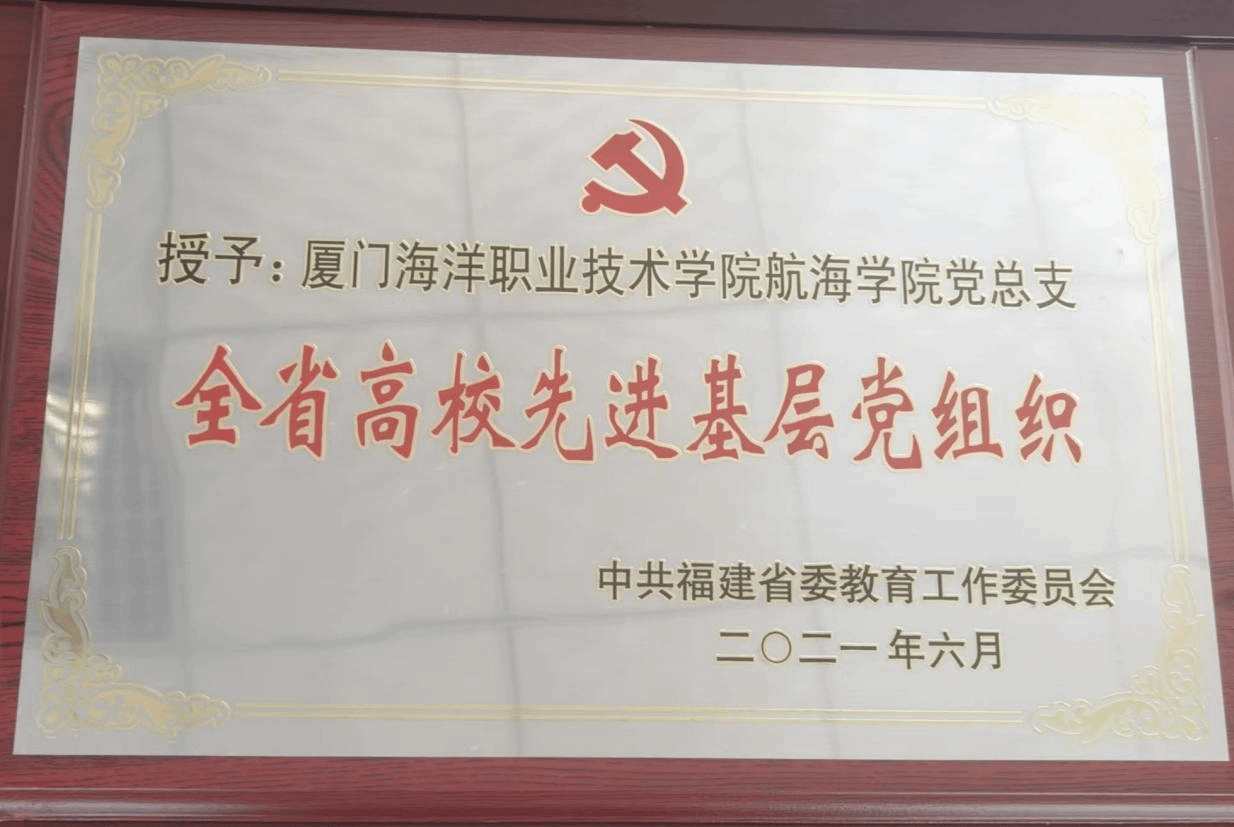 授予：厦门海洋职业技术学院航海学院党总支
全省高校先进基层党组织
中共福建省委教育工作委员会
二〇二一年六月